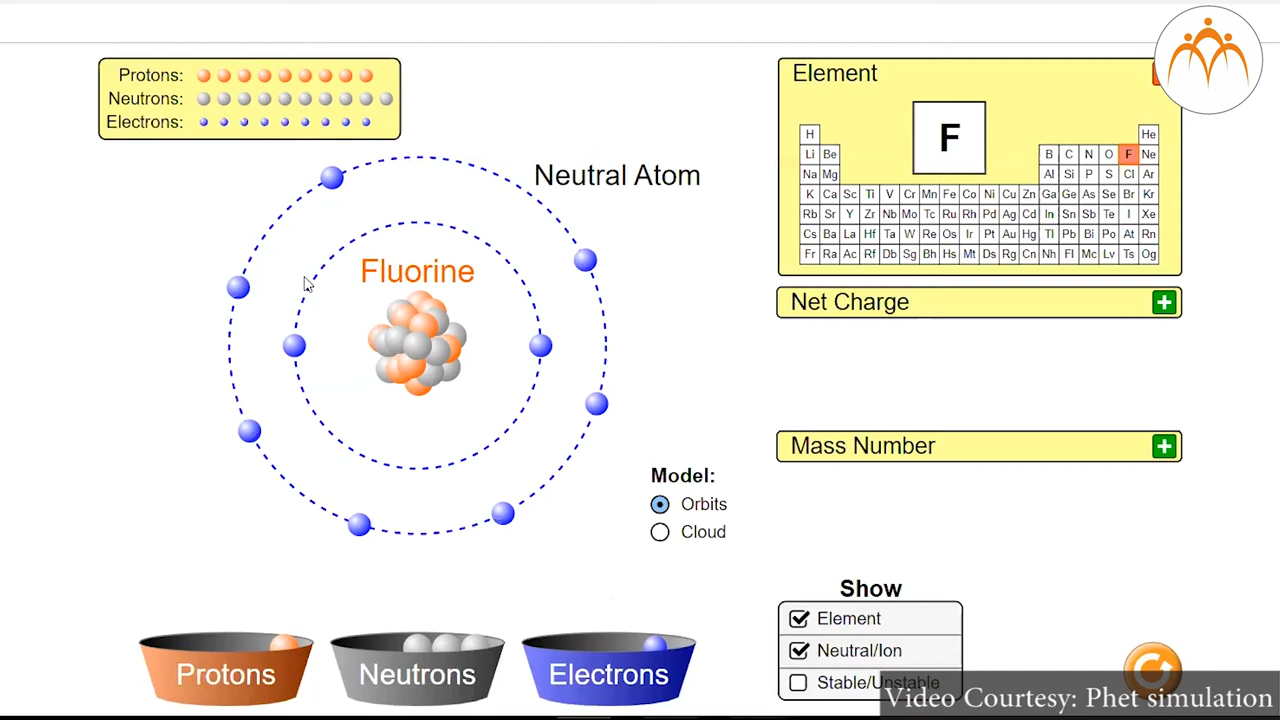 Protons:
Neutrons:
Electrons:
Neutral Atom
Fluorine
Element
F
H He
Li Be B C N O F Ne
Na Mg Al Si P S Cl Ar
K Ca Sc Ti V Cr Mn Fe Co Ni Cu Zn Ga Ge As Se Br Kr
Rb Sr Y Zr Nb Mo Tc Ru Rh Pd Ag Cd In Sn Sb Te I Xe
Cs Ba La Hf Ta W Re Os Ir Pt Au Hg Tl Pb Bi Po At Rn
Fr Ra Ac Rf Db Sg Bh Hs Mt Ds Rg Cn Nh Fl Mc Lv Ts Og
Net Charge
Mass Number
Model:
Orbits
Cloud
Show
Element
Neutral/Ion
Stable/Unstable
Protons
Neutrons
Electrons
Video Courtesy: Phet simulation